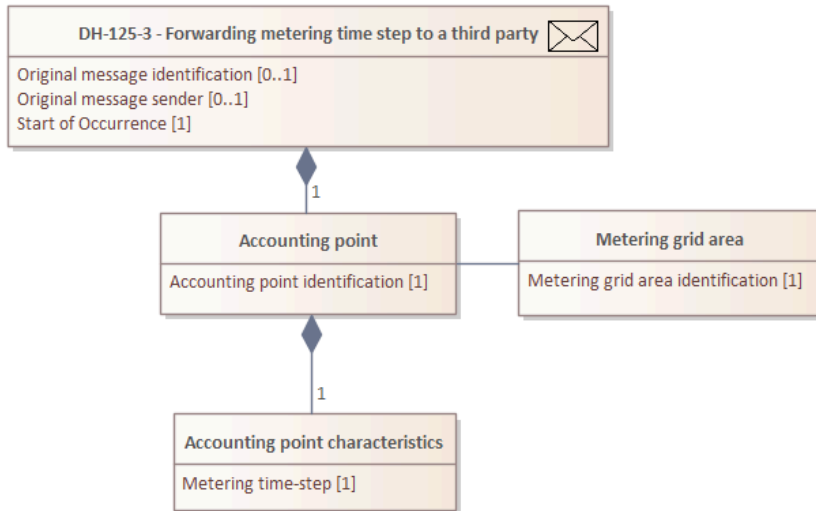 DH-125-3 - Forwarding metering time step to a third party
Original message identification [0..1]
Original message sender [0..1]
Start of Occurrence [1]
1
Accounting point
Accounting point identification [1]
Metering grid area
Metering grid area identification [1]
1
Accounting point characteristics
Metering time-step [1]